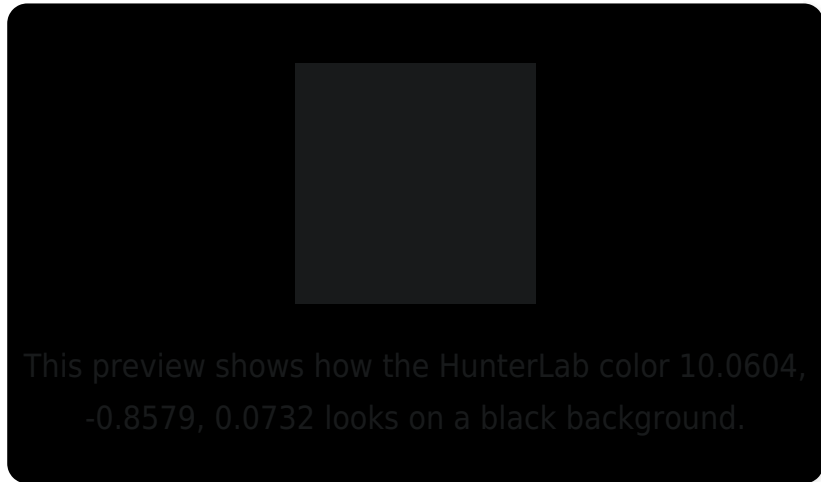 This preview shows how the HunterLab color 10.0604,
-0.8579, 0.0732 looks on a black background.